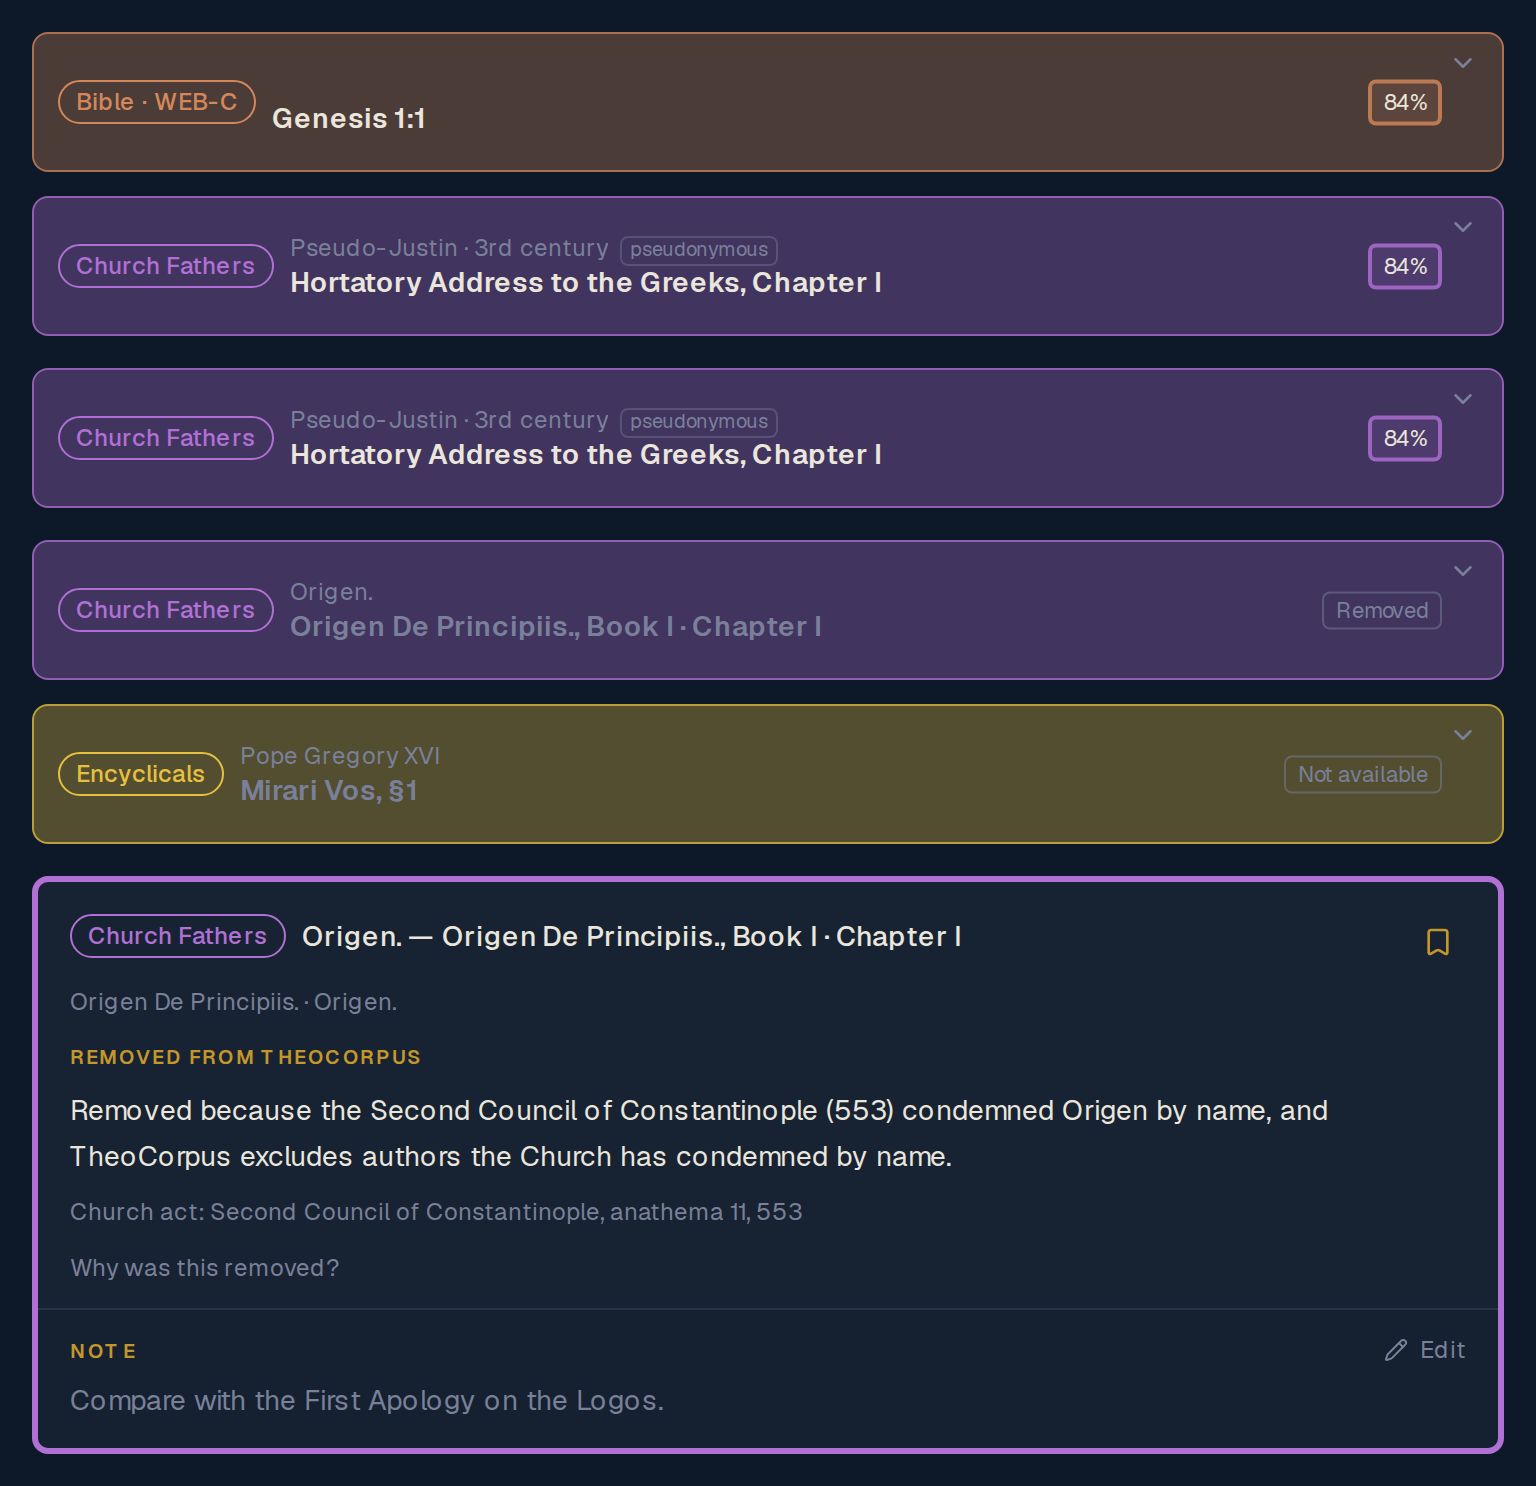 Bible · WEB-C
Genesis 1:1
84%
Church Fathers
Pseudo-Justin · 3rd century pseudonymous
Hortatory Address to the Greeks, Chapter I
84%
Church Fathers
Pseudo-Justin · 3rd century pseudonymous
Hortatory Address to the Greeks, Chapter I
84%
Church Fathers
Origen.
Origen De Principiis., Book I · Chapter I
Removed
Encyclicals
Pope Gregory XVI
Mirari Vos, §1
Not available
Church Fathers Origen. — Origen De Principiis., Book I · Chapter I
Origen De Principiis. · Origen.
REMOVED FROM THEOCORPUS
Removed because the Second Council of Constantinople (553) condemned Origen by name, and
TheoCorpus excludes authors the Church has condemned by name.
Church act: Second Council of Constantinople, anathema 11, 553
Why was this removed?
NOTE
Edit
Compare with the First Apology on the Logos.